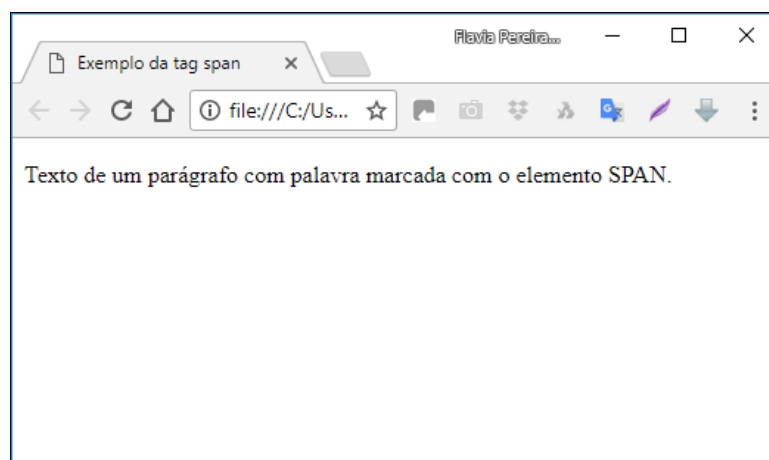 Flavia Pereira...
Exemplo da tag span
file:///C:/Us...
Texto de um parágrafo com palavra marcada com o elemento SPAN.